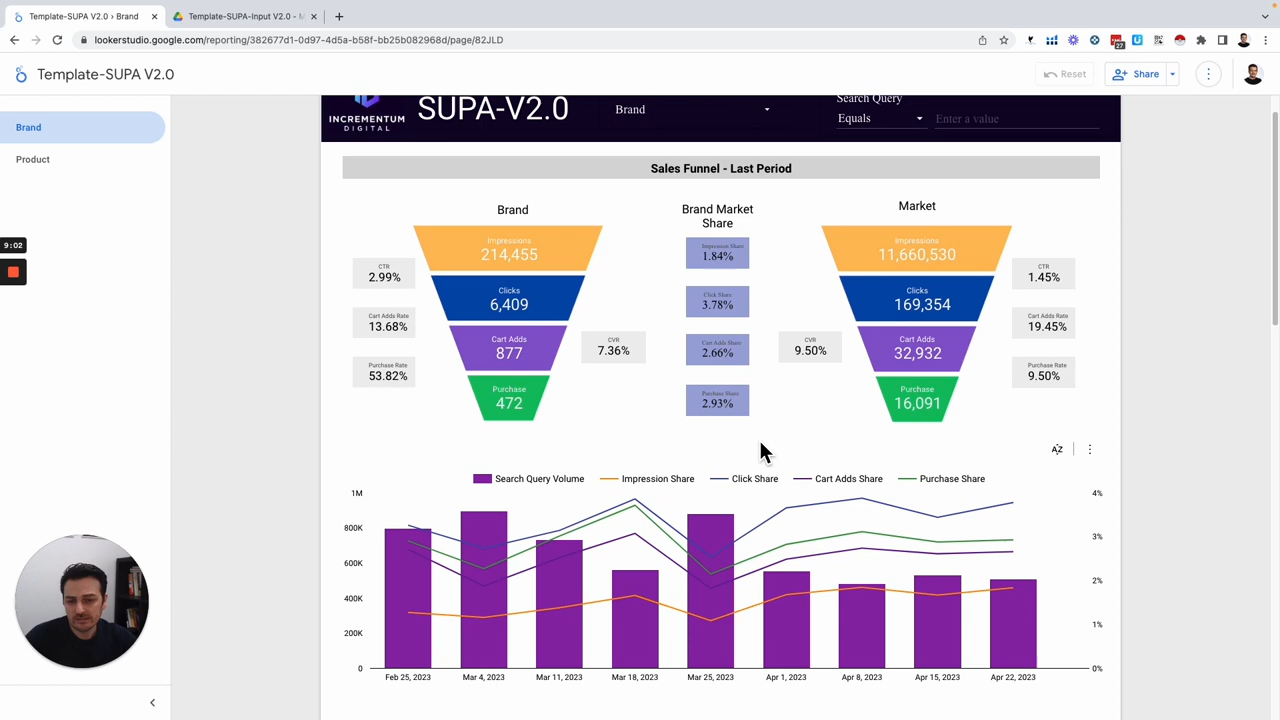 Template-SUPA V2.0 › Brand
Template-SUPA-Input V2.0 - M
lookerstudio.google.com/reporting/382677d1-0d97-4d5a-b58f-bb25b082968d/page/82JLD
27
Template-SUPA V2.0
Reset
Share
Brand
Product
9:02
INCREMENTUM
DIGITAL
SUPA-V2.0
Brand
Search Query
Equals
Enter a value
Sales Funnel - Last Period
Brand
Brand Market
Share
Market
Impressions
214,455
Clicks
6,409
Cart Adds
877
Purchase
472
CTR
2.99%
Cart Adds Rate
13.68%
Purchase Rate
53.82%
CVR
7.36%
Impression Share
1.84%
Click Share
3.78%
Cart Adds Share
2.66%
Purchase Share
2.93%
CVR
9.50%
Impressions
11,660,530
Clicks
169,354
Cart Adds
32,932
Purchase
16,091
CTR
1.45%
Cart Adds Rate
19.45%
Purchase Rate
9.50%
AZ
Search Query Volume Impression Share Click Share Cart Adds Share Purchase Share
1M
800K
600K
400K
200K
0
4%
3%
2%
1%
0%
Feb 25, 2023 Mar 4, 2023 Mar 11, 2023 Mar 18, 2023 Mar 25, 2023 Apr 1, 2023 Apr 8, 2023 Apr 15, 2023 Apr 22, 2023